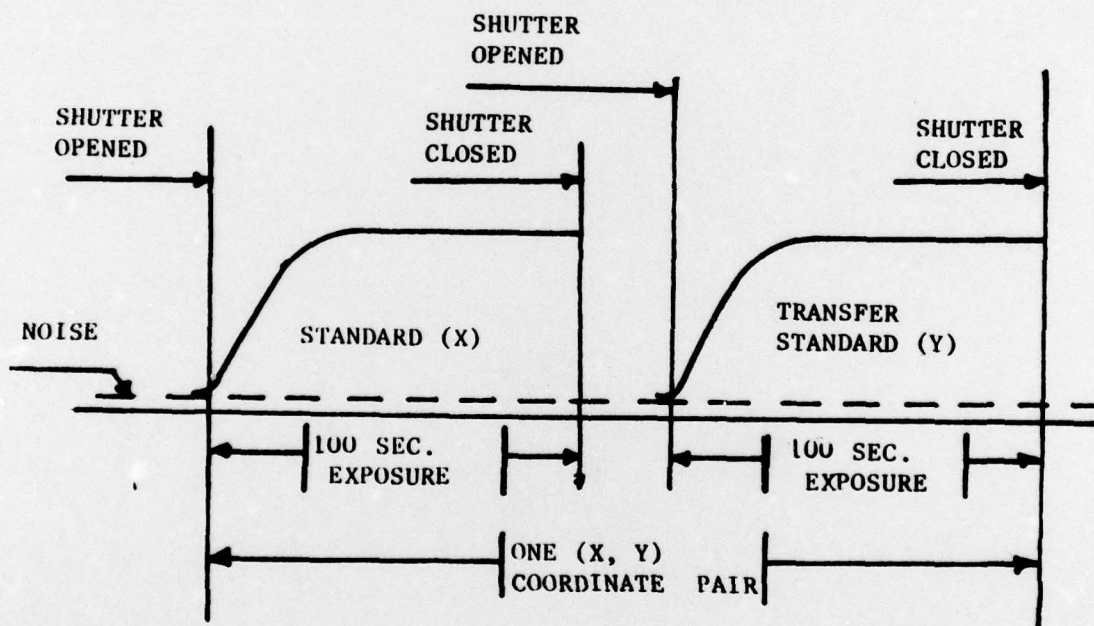 SHUTTER
OPENED
SHUTTER
OPENED
SHUTTER
CLOSED
SHUTTER
CLOSED
NOISE
STANDARD (X)
TRANSFER
STANDARD (Y)
100 SEC.
EXPOSURE
100 SEC.
EXPOSURE
ONE (X, Y)
COORDINATE PAIR